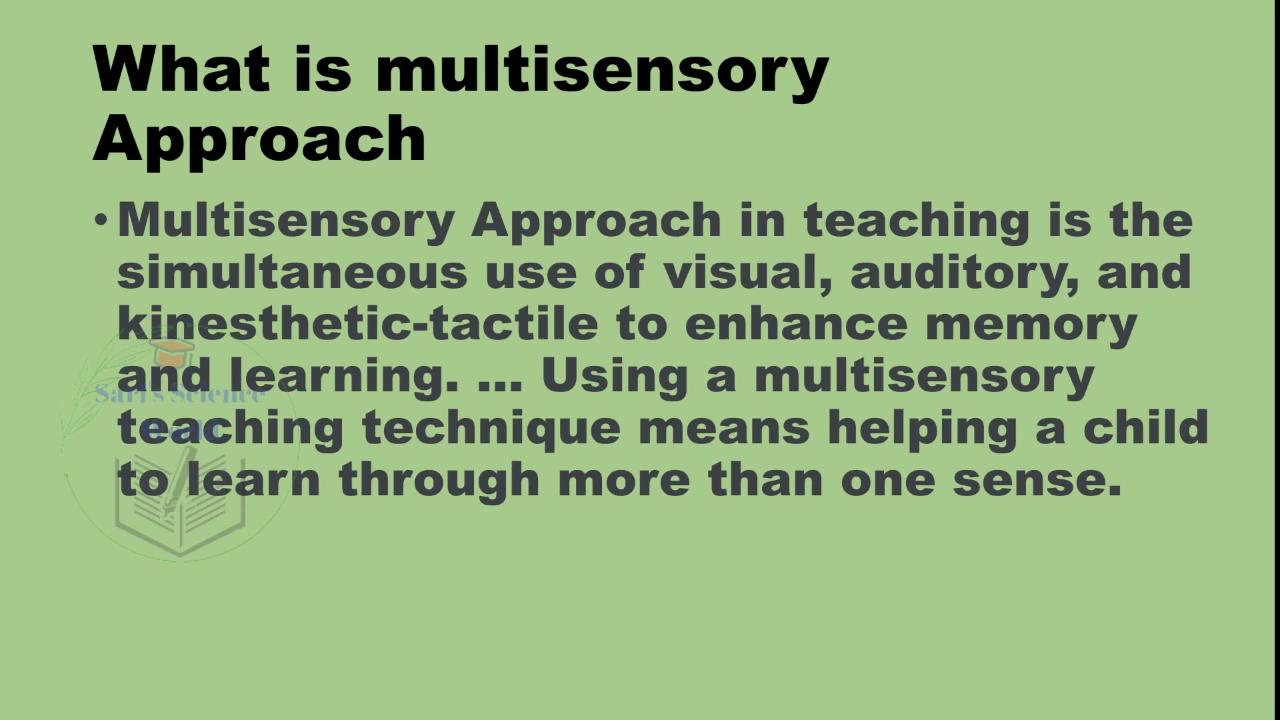 What is multisensory
Approach
• Multisensory Approach in teaching is the
simultaneous use of visual, auditory, and
kinesthetic-tactile to enhance memory
and learning. ... Using a multisensory
teaching technique means helping a child
to learn through more than one sense.
Science